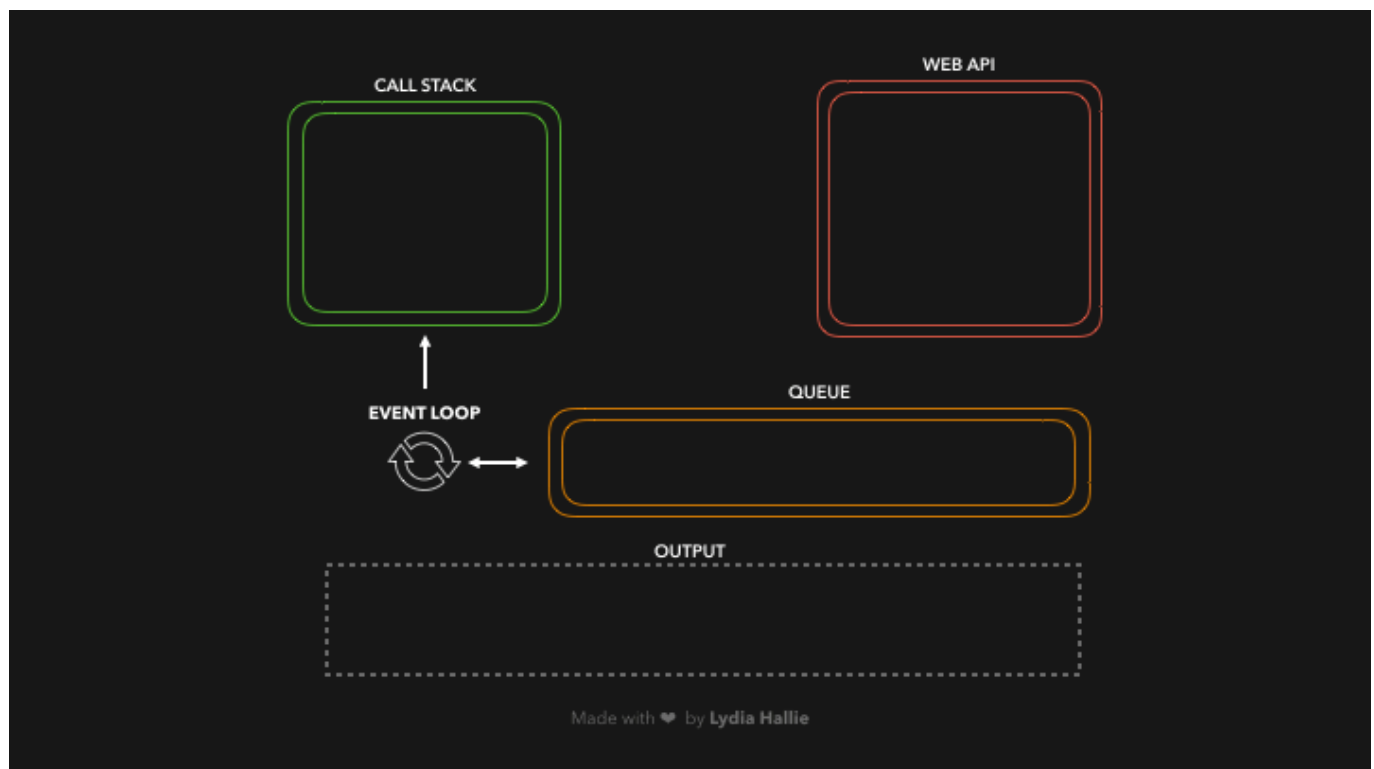 WEB API
CALL STACK
QUEUE
EVENT LOOP
OUTPUT
Made with ❤ by Lydia Hallie